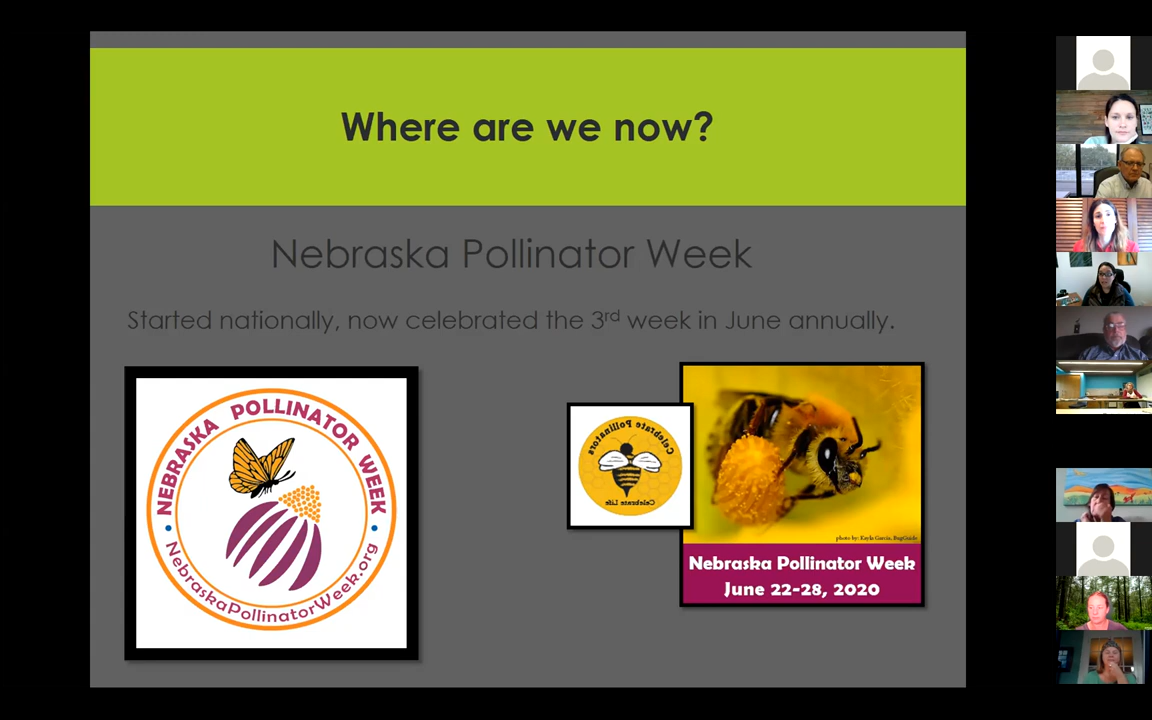 Where are we now?
Nebraska Pollinator Week
Started nationally, now celebrated the 3rd week in June annually.
NEBRASKA POLLINATOR WEEK
NebraskaPollinatorWeek.org
Celebrate Pollinators
Celebrate Life
photo by: Kayla Garcia, BugGuide
Nebraska Pollinator Week
June 22-28, 2020